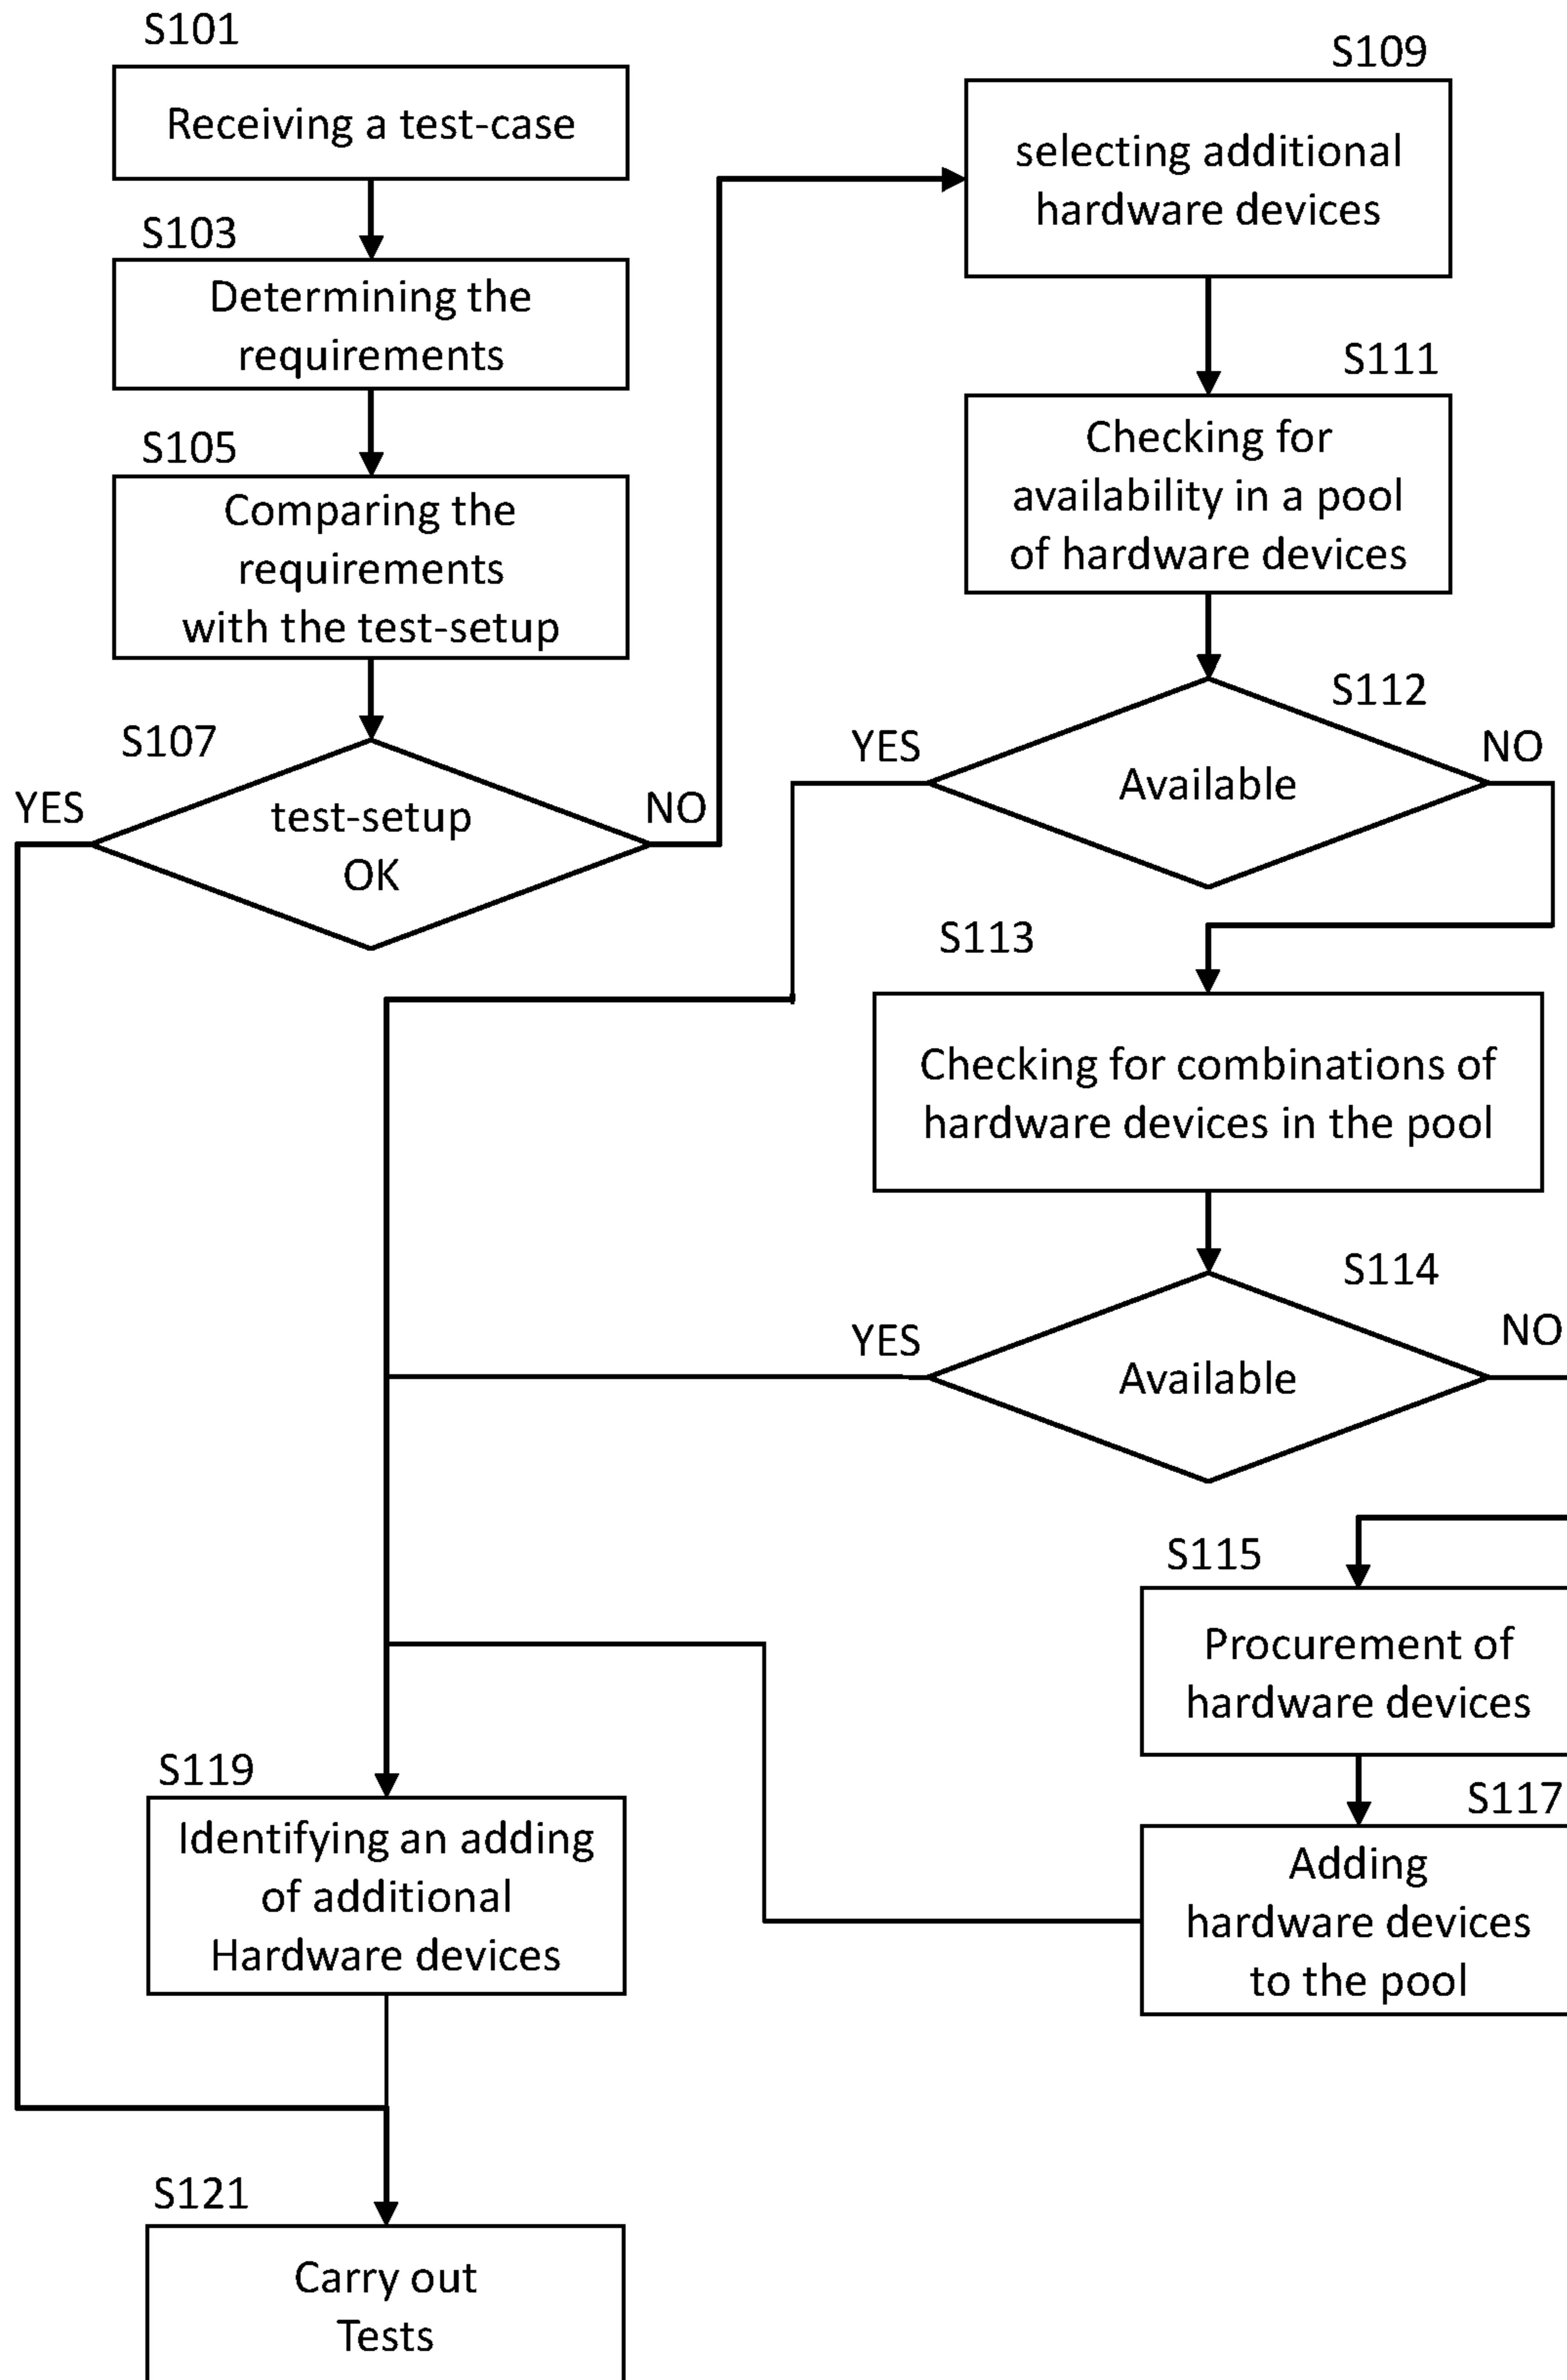 S101
Receiving a test-case
S103
Determining the
requirements
S105
Comparing the
requirements
with the test-setup
S107
YES
test-setup
OK
NO
S109
selecting additional
hardware devices
S111
Checking for
availability in a pool
of hardware devices
S112
YES
Available
NO
S113
Checking for combinations of
hardware devices in the pool
S114
YES
Available
NO
S115
Procurement of
hardware devices
S117
Adding
hardware devices
to the pool
S119
Identifying an adding
of additional
Hardware devices
S121
Carry out
Tests